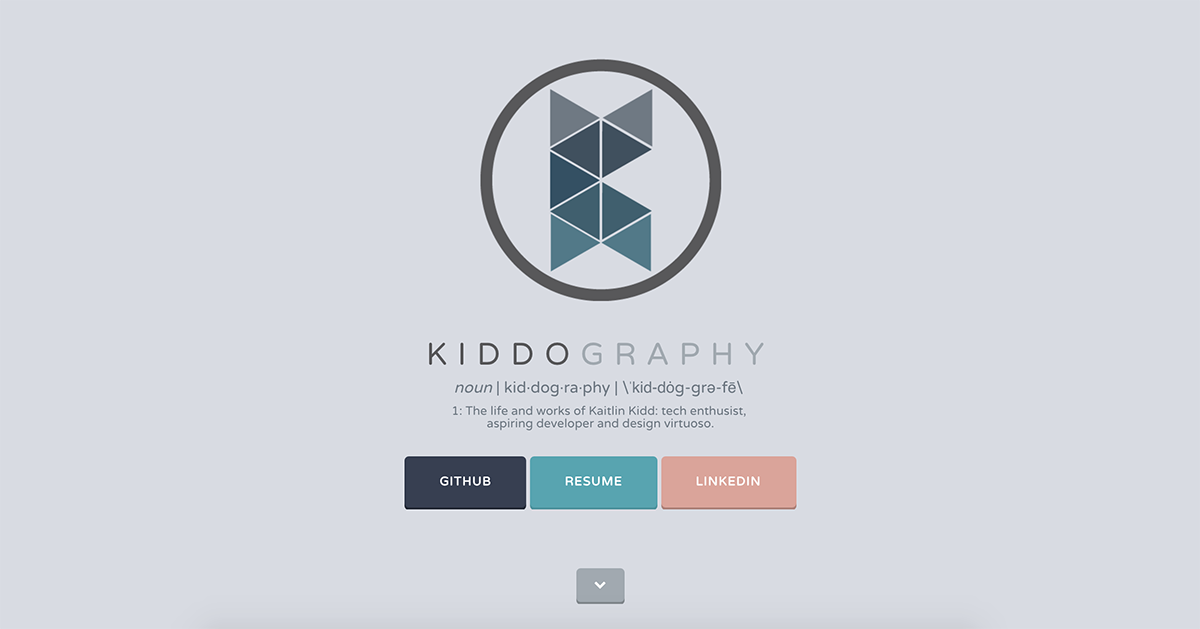 KIDDOGRAPHY
noun | kid·dog·ra·phy | \ˈkid-dȯg-grə-fē\
1: The life and works of Kaitlin Kidd: tech enthusist,
aspiring developer and design virtuoso.
GITHUB RESUME LINKEDIN